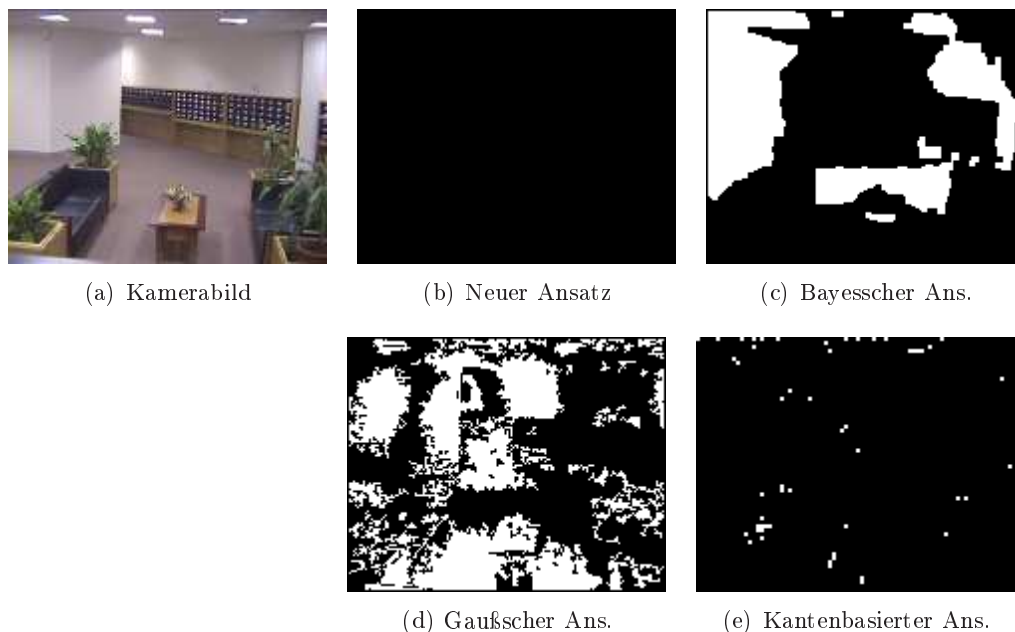 (a) Kamerabild
(b) Neuer Ansatz
(c) Bayesscher Ans.
(d) Gaußscher Ans.
(e) Kantenbasierter Ans.